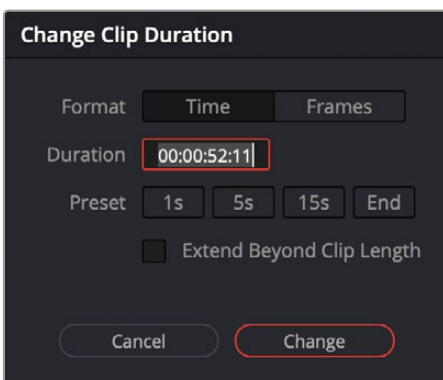 Change Clip Duration
Format Time Frames
Duration 00:00:52:11
Preset 1s 5s 15s End
Extend Beyond Clip Length
Cancel Change